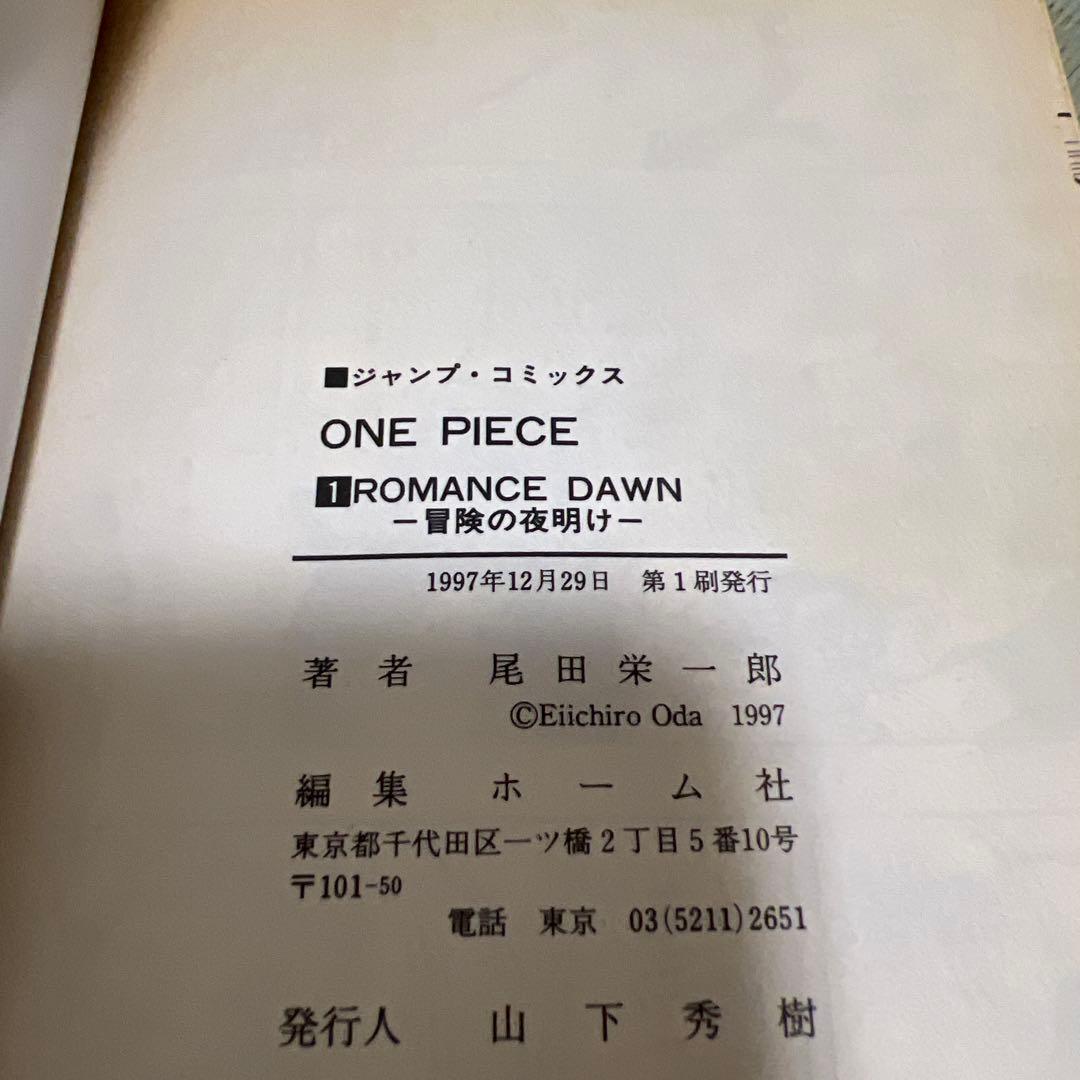 ■ジャンプ・コミックス
ONE PIECE
1 ROMANCE DAWN
―冒険の夜明け―
1997年12月29日 第1刷発行
著者 尾田栄一郎
©Eiichiro Oda 1997
編集 ホーム社
東京都千代田区一ツ橋2丁目5番10号
〒101-50
電話 東京 03(5211)2651
発行人 山下秀樹